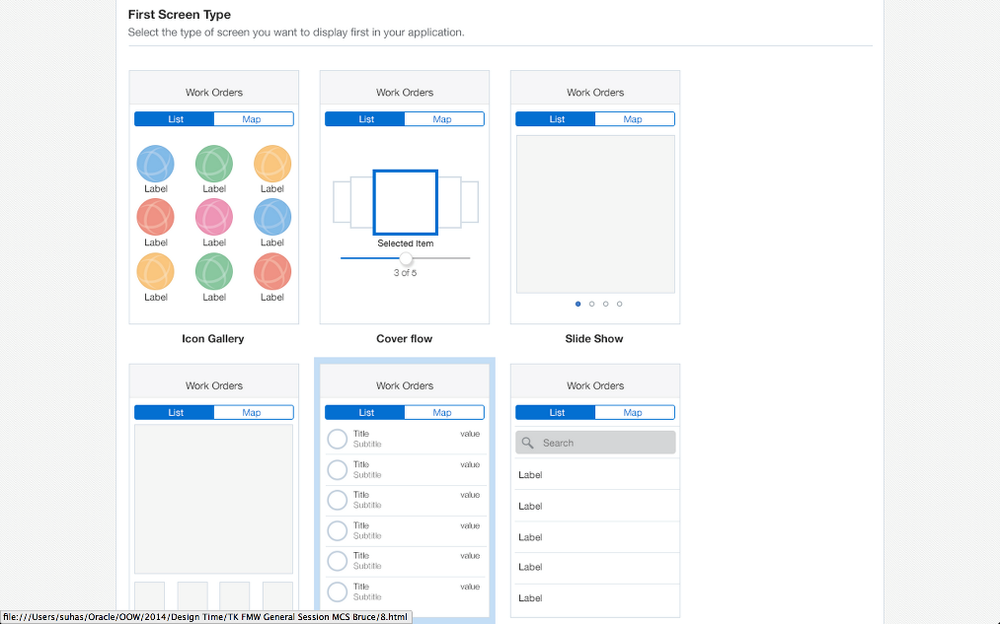 First Screen Type
Select the type of screen you want to display first in your application.
Work Orders
List Map
Label Label Label
Label Label Label
Label Label Label
Icon Gallery
Work Orders
List Map
Selected Item
3 of 5
Cover flow
Work Orders
List Map
Slide Show
Work Orders
List Map
Work Orders
List Map
Title value
Subtitle
Title value
Subtitle
Title value
Subtitle
Title value
Subtitle
Title value
Subtitle
Title value
Subtitle
Work Orders
List Map
Search
Label
Label
Label
Label
Label
file:///Users/suhas/Oracle/OOW/2014/Design Time/TK FMW General Session MCS Bruce/8.html